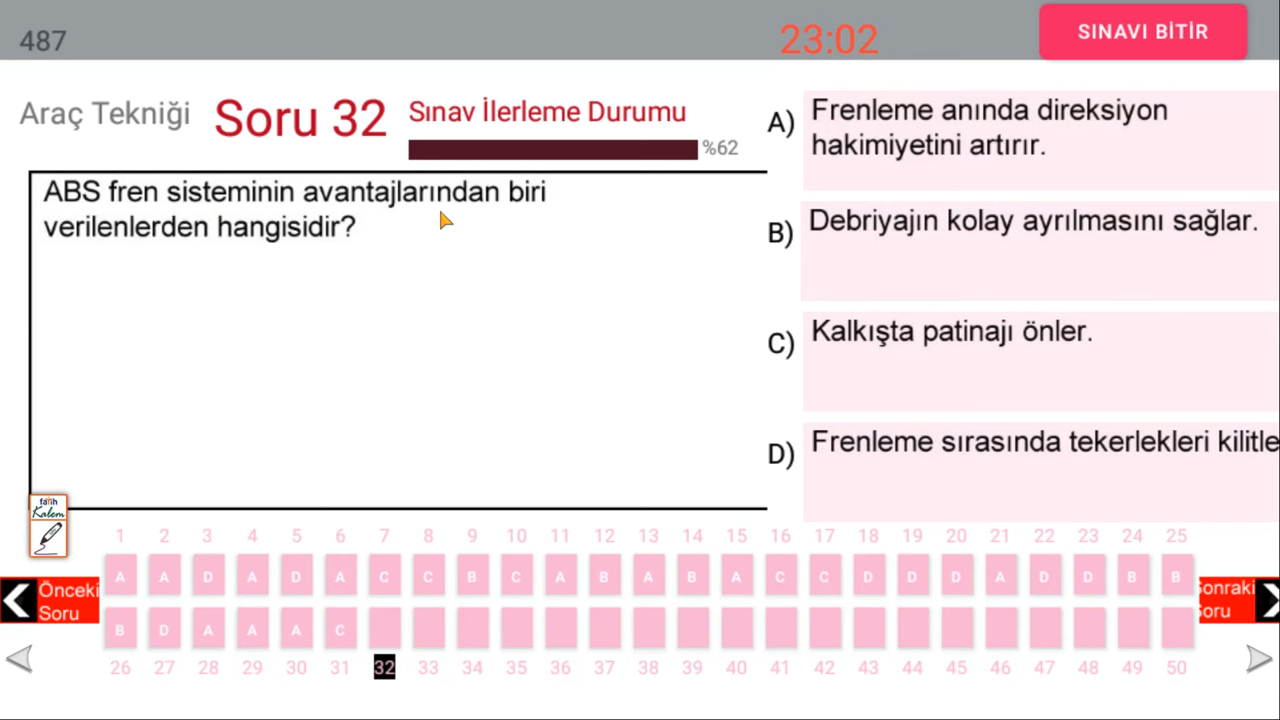 487
23:02
SINAVI BİTİR
Araç Tekniği
Soru 32
Sınav İlerleme Durumu
%62
ABS fren sisteminin avantajlarından biri
verilenlerden hangisidir?
A) Frenleme anında direksiyon
hakimiyetini artırır.
B) Debriyajın kolay ayrılmasını sağlar.
C) Kalkışta patinajı önler.
D) Frenleme sırasında tekerlekleri kilitle
fatih
Kalem
1 2 3 4 5 6 7 8 9 10 11 12 13 14 15 16 17 18 19 20 21 22 23 24 25
A A D A D A C C B C A B A B A C C D D D A D D B B
Önceki
Soru
Sonraki
Soru
B D A A A C
26 27 28 29 30 31 32 33 34 35 36 37 38 39 40 41 42 43 44 45 46 47 48 49 50